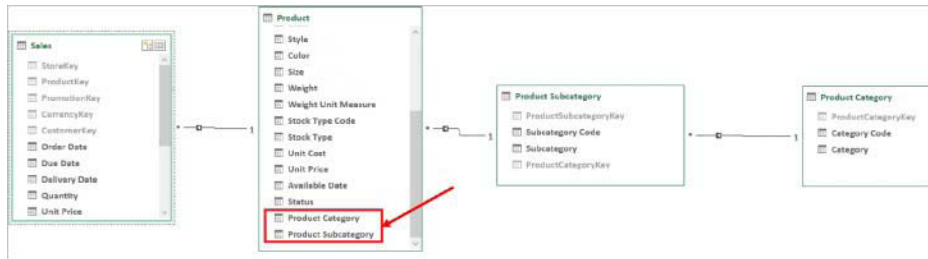 Sales
StoreKey
ProductKey
PromotionKey
CurrencyKey
CustomerKey
Order Date
Due Date
Delivery Date
Quantity
Unit Price
*
1
Product
Style
Color
Size
Weight
Weight Unit Measure
Stock Type Code
Stock Type
Unit Cost
Unit Price
Available Date
Status
Product Category
Product Subcategory
*
1
Product Subcategory
ProductSubcategoryKey
Subcategory Code
Subcategory
ProductCategoryKey
*
1
Product Category
ProductCategoryKey
Category Code
Category